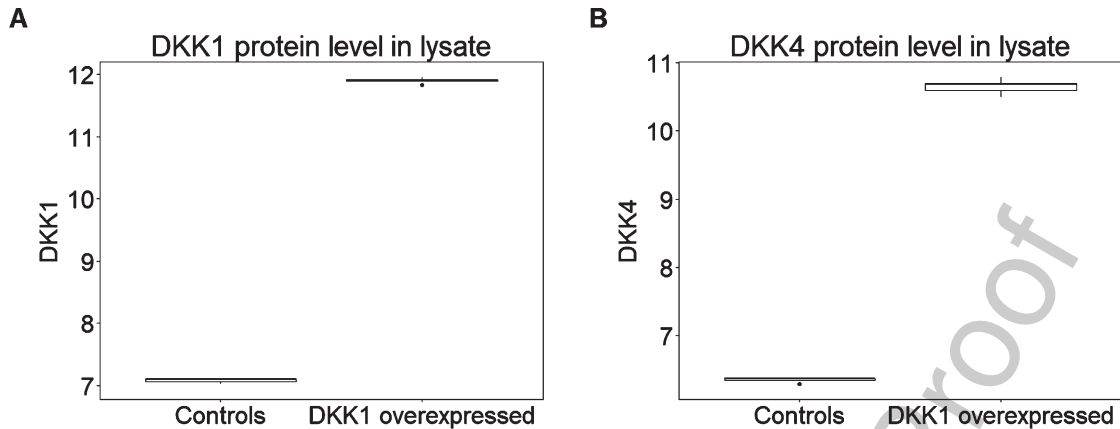 A
DKK1 protein level in lysate
12
11
10
9
8
7
DKK1
Controls DKK1 overexpressed
B
DKK4 protein level in lysate
11
10
9
8
7
DKK4
Controls DKK1 overexpressed
Proof